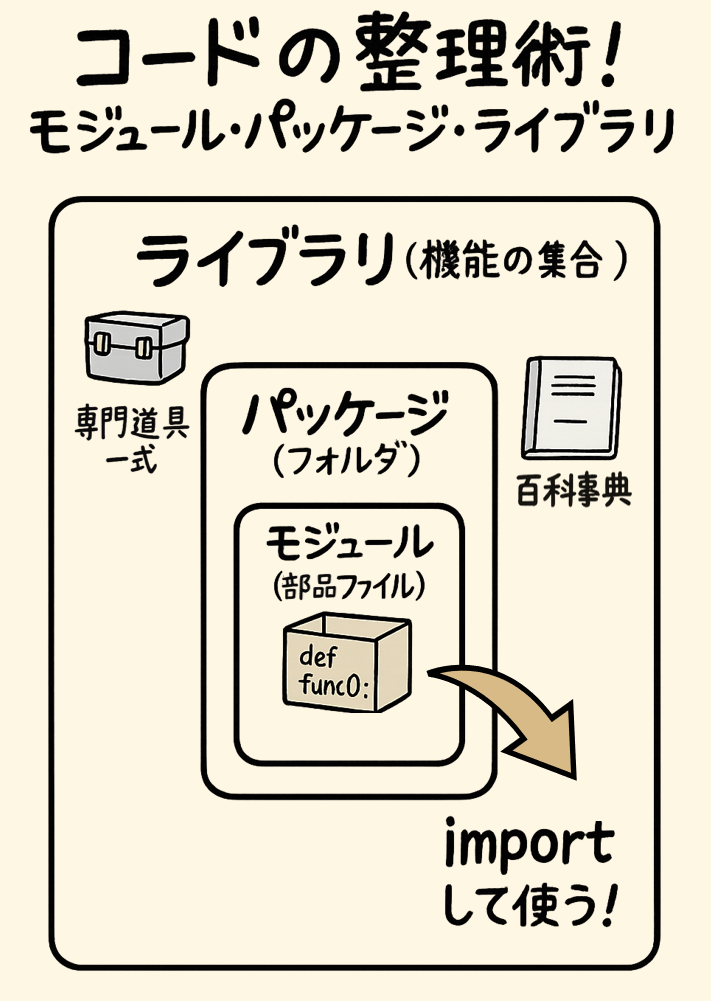 コードの整理術!
モジュール・パッケージ・ライブラリ
ライブラリ(機能の集合)
専門道具
一式
パッケージ
(フォルダ)
百科事典
モジュール
(部品ファイル)
def
func():
import
して使う!